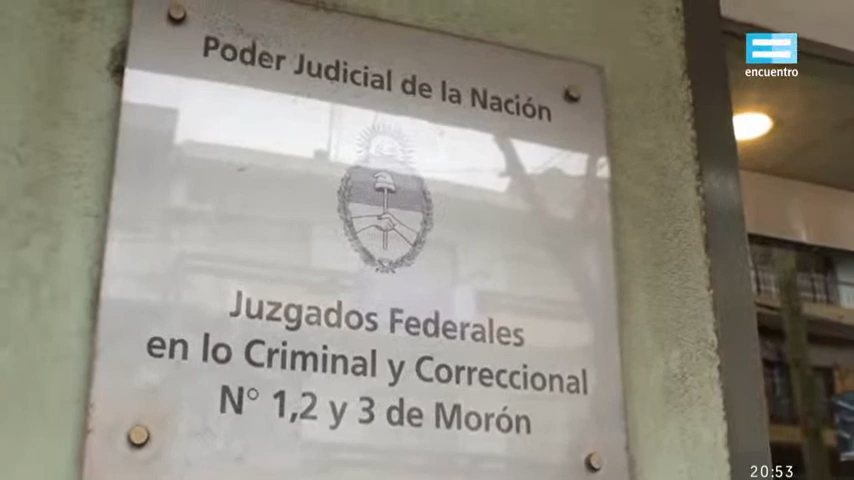 Poder Judicial de la Nación
encuentro
Juzgados Federales
en lo Criminal y Correccional
N° 1,2 y 3 de Morón
20:53